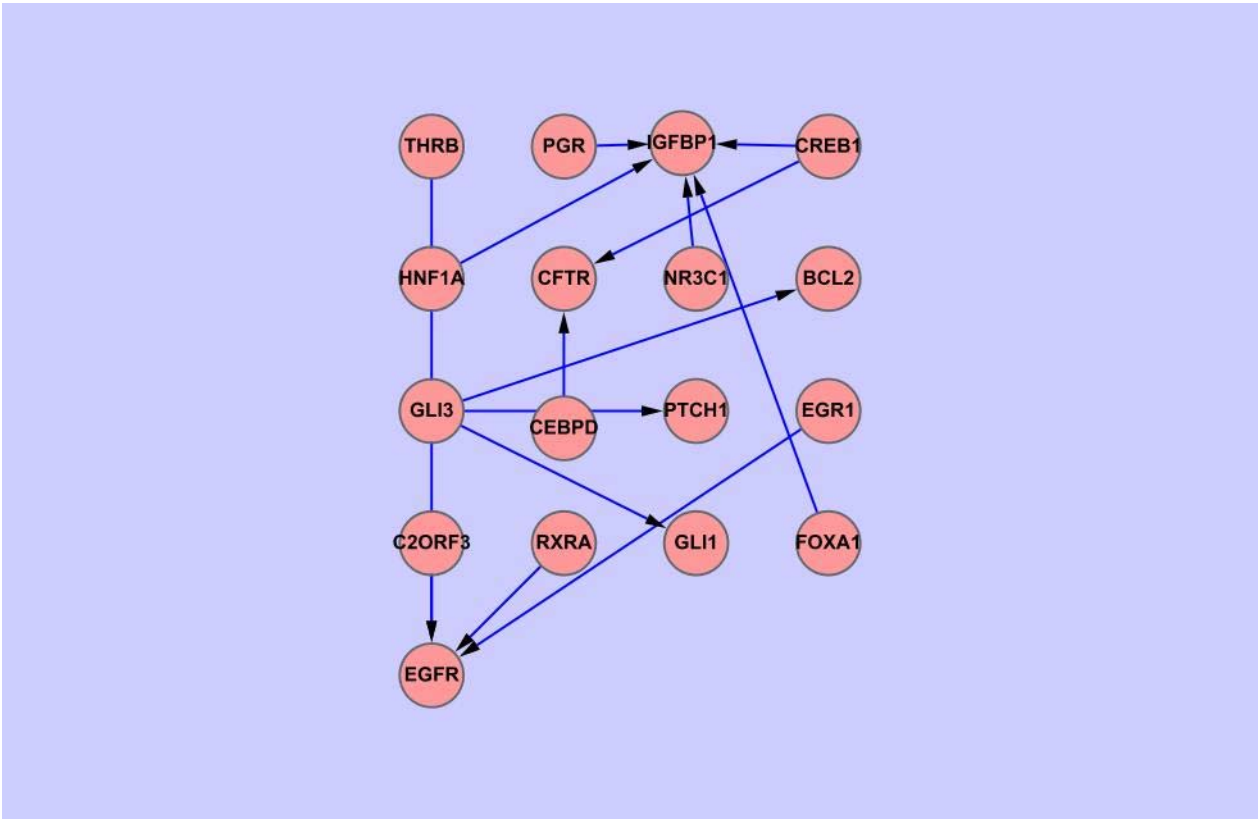 THRB
PGR
IGFBP1
CREB1
HNF1A
CFTR
NR3C1
BCL2
GLI3
CEBPD
PTCH1
EGR1
C2ORF3
RXRA
GLI1
FOXA1
EGFR